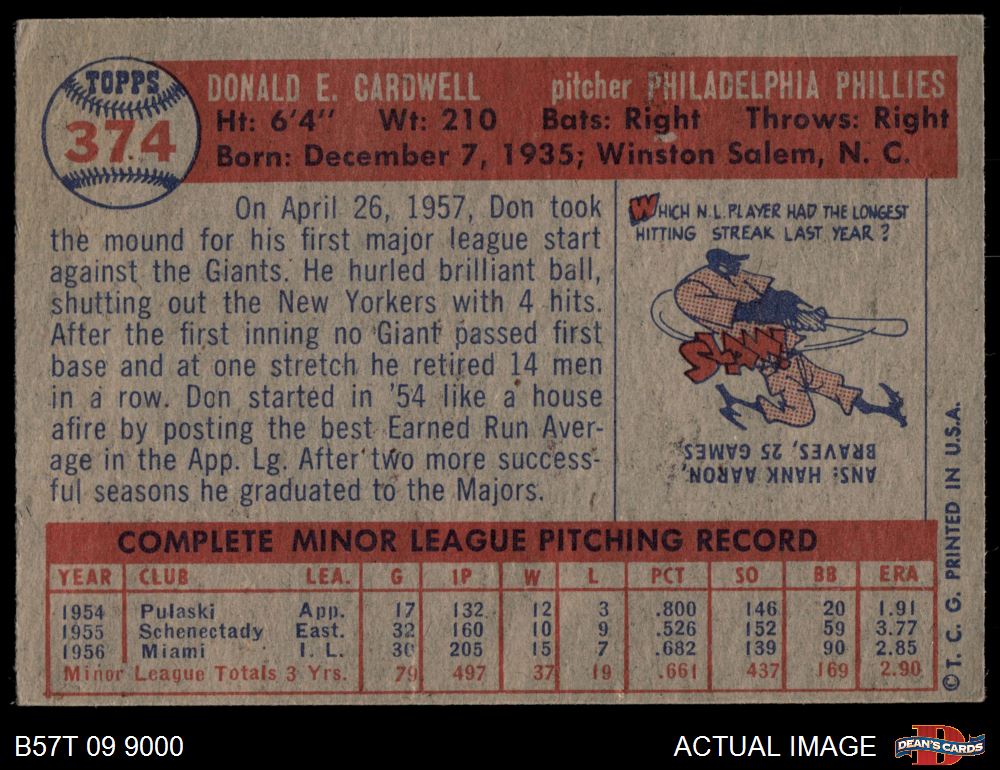 TOPPS
374
DONALD E. CARDWELL pitcher PHILADELPHIA PHILLIES
Ht: 6'4" Wt: 210 Bats: Right Throws: Right
Born: December 7, 1935; Winston Salem, N. C.
On April 26, 1957, Don took
the mound for his first major league start
against the Giants. He hurled brilliant ball,
shutting out the New Yorkers with 4 hits.
After the first inning no Giant passed first
base and at one stretch he retired 14 men
in a row. Don started in '54 like a house
afire by posting the best Earned Run Aver-
age in the App. Lg. After two more success-
ful seasons he graduated to the Majors.
WHICH N.L. PLAYER HAD THE LONGEST
HITTING STREAK LAST YEAR?
SLAM!
ANS: HANK AARON,
BRAVES, 25 GAMES
COMPLETE MINOR LEAGUE PITCHING RECORD
YEAR CLUB LEA. G IP W L PCT SO BB ERA
1954 Pulaski App. 17 132 12 3 .800 146 20 1.91
1955 Schenectady East. 32 160 10 9 .526 152 59 3.77
1956 Miami I. L. 30 205 15 7 .682 139 90 2.85
Minor League Totals 3 Yrs. 79 497 37 19 .661 437 169 2.90
© T. C. G. PRINTED IN U.S.A.
B57T 09 9000
ACTUAL IMAGE
D
DEAN'S CARDS